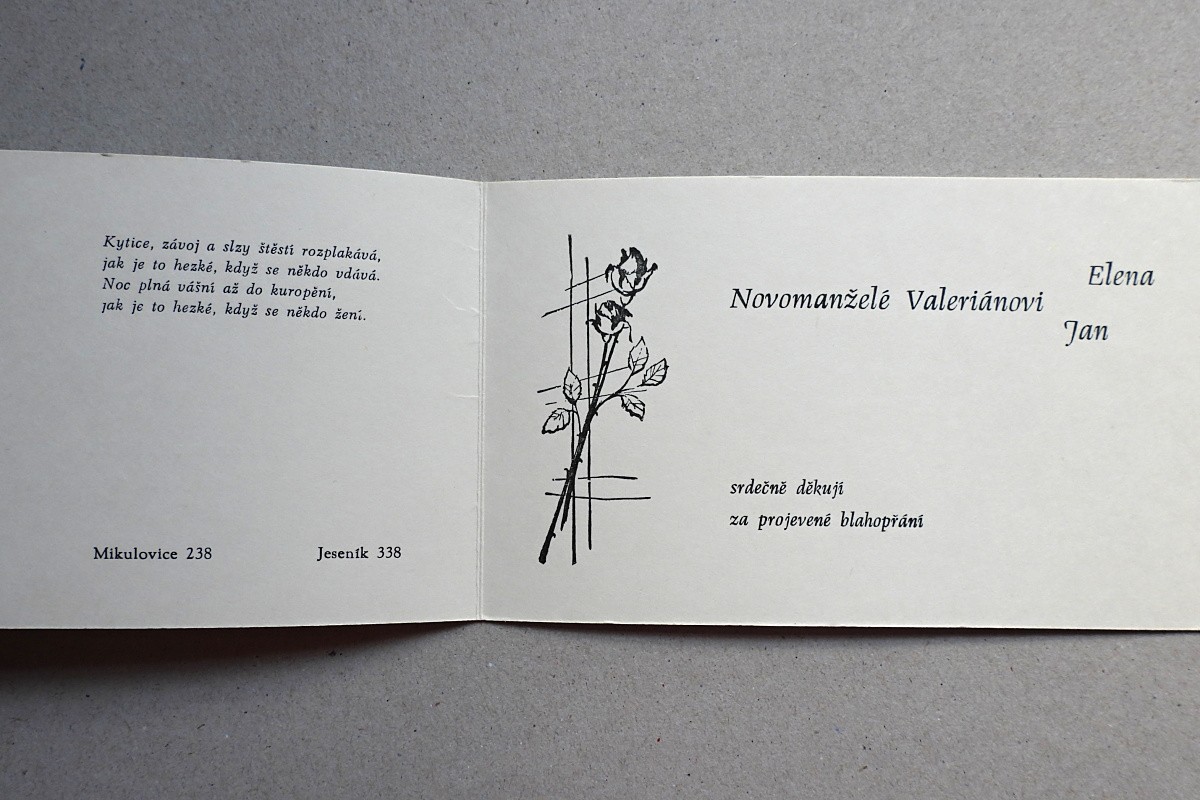 Kytice, závoj a slzy štěstí rozplakává,
jak je to hezké, když se někdo vdává.
Noc plná vášní až do kuropění,
jak je to hezké, když se někdo žení.
Mikulovice 238
Jeseník 338
Elena
Novomanželé Valeriánovi
Jan
srdečně děkují
za projevené blahopřání